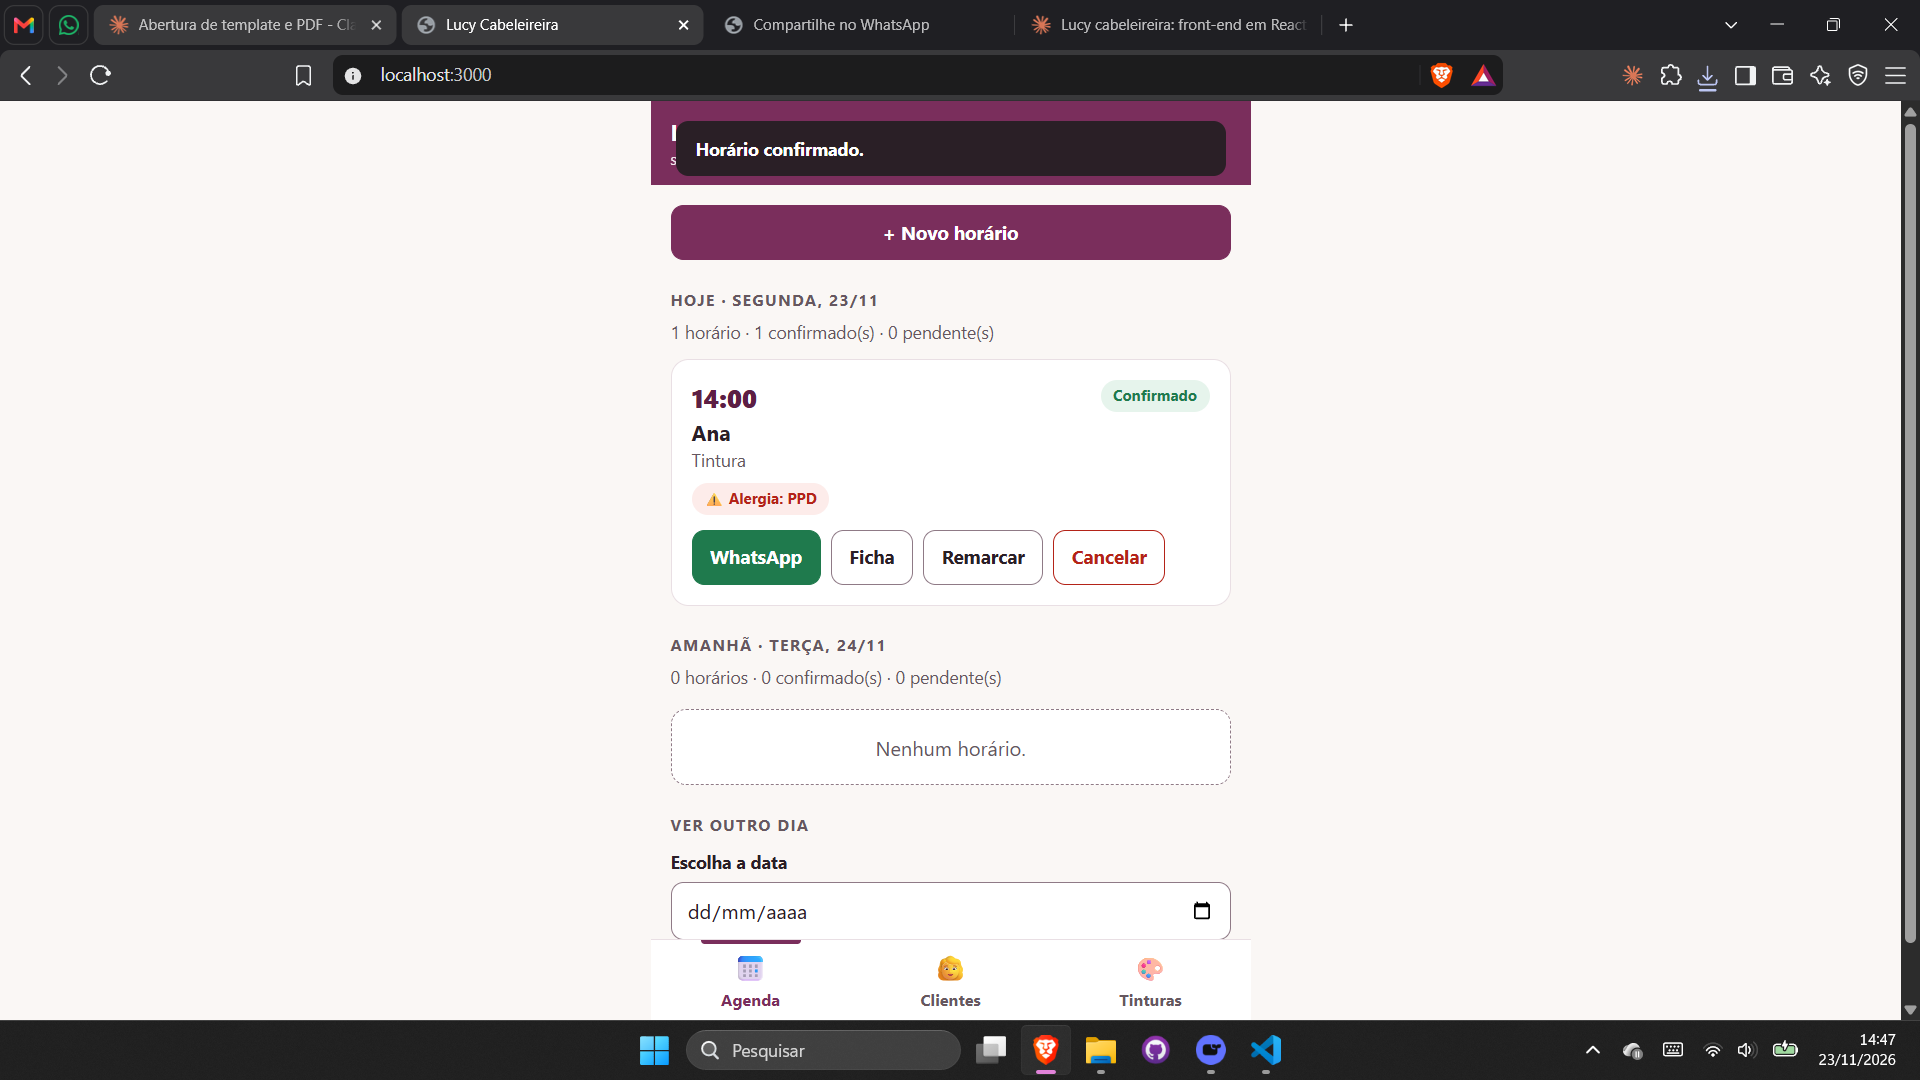 Abertura de template e PDF - Cla
Lucy Cabeleireira
Compartilhe no WhatsApp
Lucy cabeleireira: front-end em React
localhost:3000
Horário confirmado.
+ Novo horário
HOJE · SEGUNDA, 23/11
1 horário · 1 confirmado(s) · 0 pendente(s)
14:00
Confirmado
Ana
Tintura
Alergia: PPD
WhatsApp
Ficha
Remarcar
Cancelar
AMANHÃ · TERÇA, 24/11
0 horários · 0 confirmado(s) · 0 pendente(s)
Nenhum horário.
VER OUTRO DIA
Escolha a data
dd/mm/aaaa
Agenda
Clientes
Tinturas
Pesquisar
14:47
23/11/2026